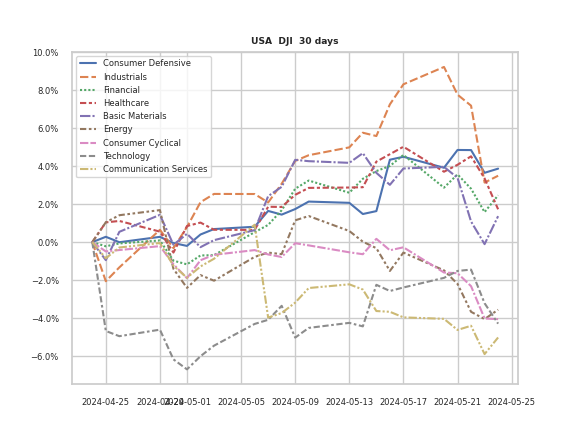 USA DJI 30 days
10.0%
8.0%
6.0%
4.0%
2.0%
0.0%
−2.0%
−4.0%
−6.0%
Consumer Defensive
Industrials
Financial
Healthcare
Basic Materials
Energy
Consumer Cyclical
Technology
Communication Services
2024-04-25 2024-04-29 2024-05-01 2024-05-05 2024-05-09 2024-05-13 2024-05-17 2024-05-21 2024-05-25